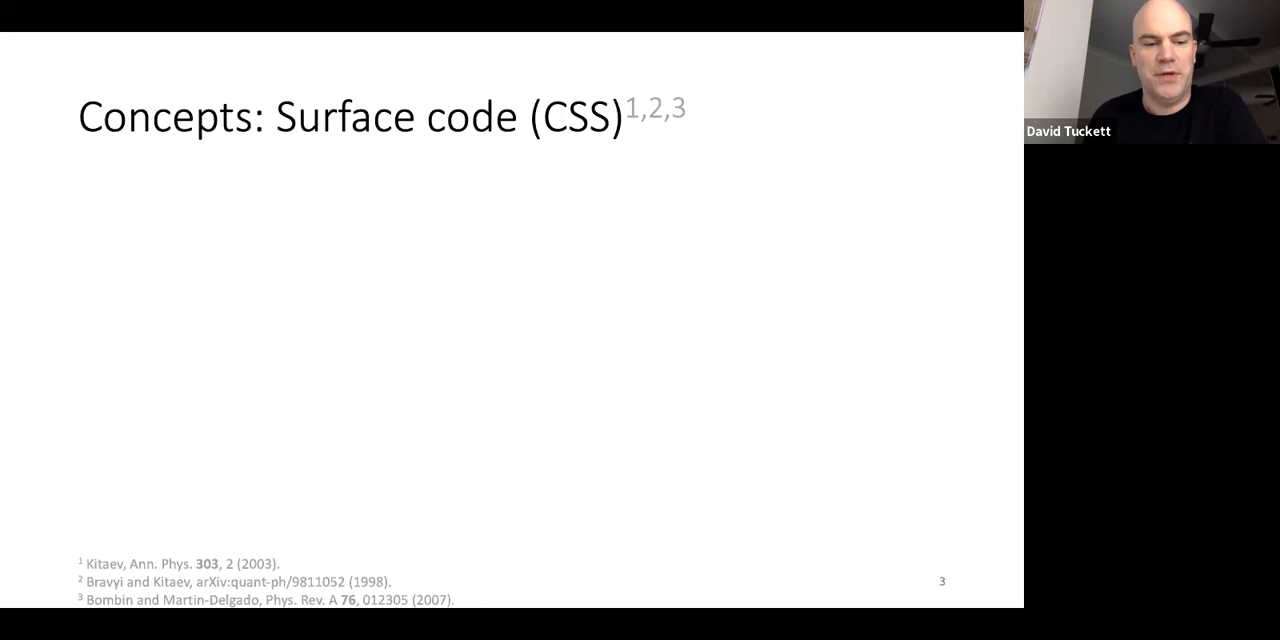 Concepts: Surface code (CSS)1,2,3
David Tuckett
1 Kitaev, Ann. Phys. 303, 2 (2003).
2 Bravyi and Kitaev, arXiv:quant-ph/9811052 (1998).
3
3 Bombin and Martin-Delgado, Phys. Rev. A 76, 012305 (2007).